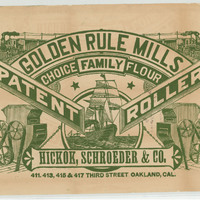 GOLDEN RULE MILLS
CHOICE FAMILY FLOUR
PATENT ROLLER
HICKOK, SCHROEDER & CO.
411, 413, 415 & 417 THIRD STREET. OAKLAND, CAL.